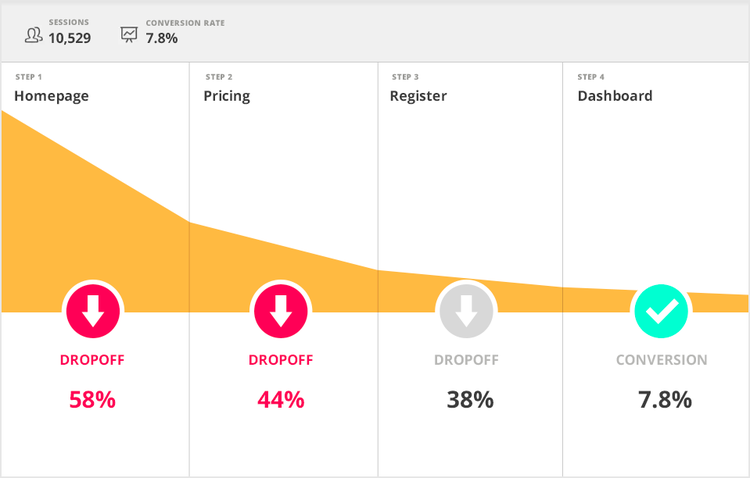 SESSIONS
10,529
CONVERSION RATE
7.8%
STEP 1
Homepage
STEP 2
Pricing
STEP 3
Register
STEP 4
Dashboard
DROPOFF
58%
DROPOFF
44%
DROPOFF
38%
CONVERSION
7.8%